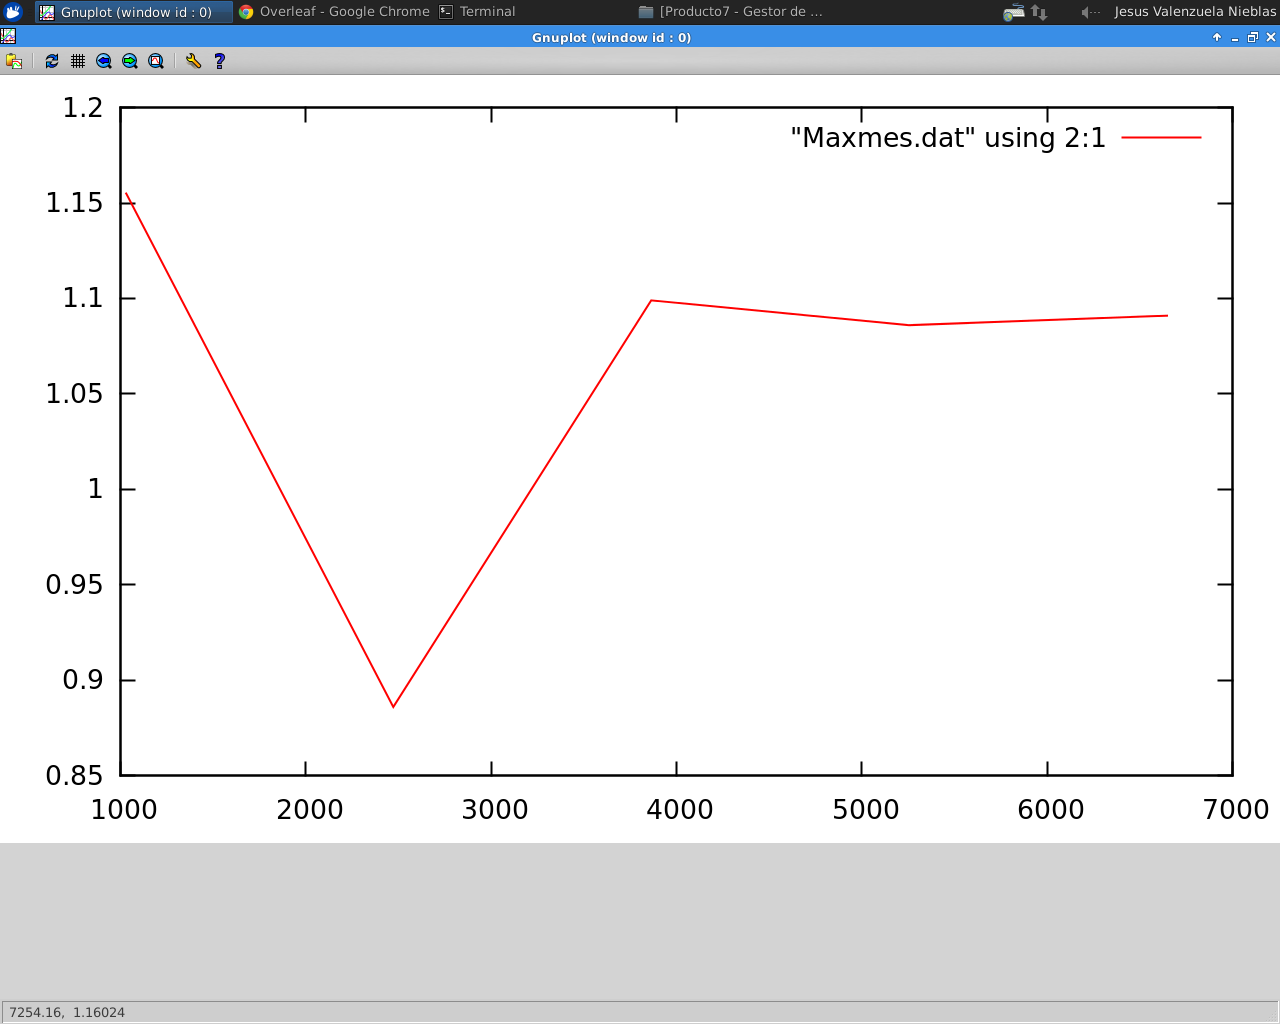 Gnuplot (window id : 0) Overleaf - Google Chrome Terminal [Producto7 - Gestor de ... Jesus Valenzuela Nieblas
Gnuplot (window id : 0)
1.2
"Maxmes.dat" using 2:1
1.15
1.1
1.05
1
0.95
0.9
0.85
1000 2000 3000 4000 5000 6000 7000
7254.16, 1.16024